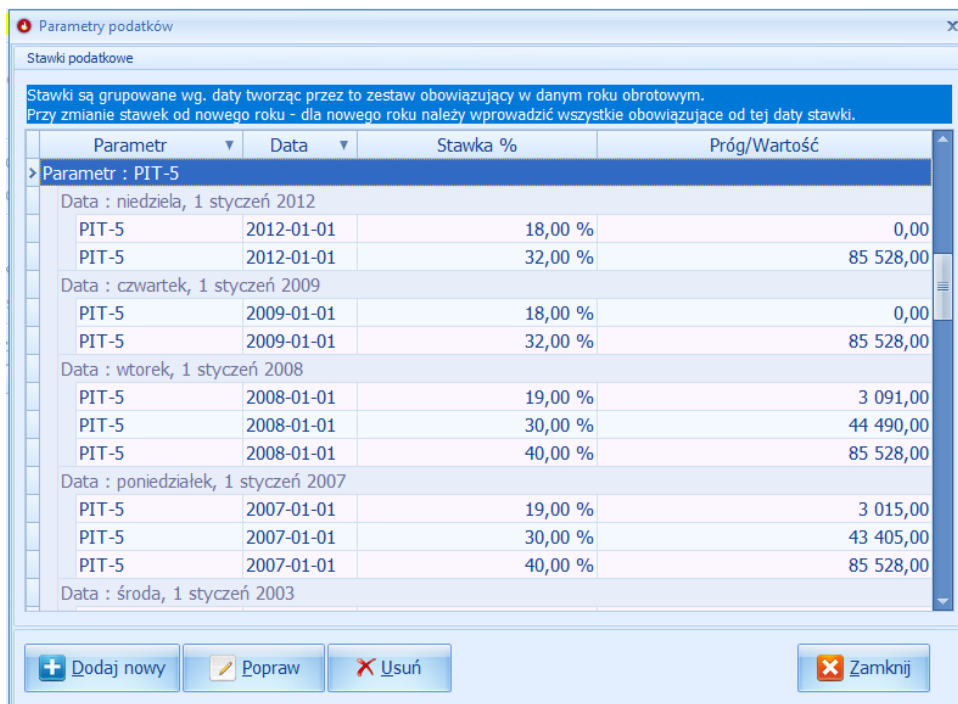 Parametry podatków
Stawki podatkowe
Stawki są grupowane wg. daty tworząc przez to zestaw obowiązujący w danym roku obrotowym.
Przy zmianie stawek od nowego roku - dla nowego roku należy wprowadzić wszystkie obowiązujące od tej daty stawki.
Parametr Data Stawka % Próg/Wartość
Parametr : PIT-5
Data : niedziela, 1 styczeń 2012
PIT-5 2012-01-01 18,00 % 0,00
PIT-5 2012-01-01 32,00 % 85 528,00
Data : czwartek, 1 styczeń 2009
PIT-5 2009-01-01 18,00 % 0,00
PIT-5 2009-01-01 32,00 % 85 528,00
Data : wtorek, 1 styczeń 2008
PIT-5 2008-01-01 19,00 % 3 091,00
PIT-5 2008-01-01 30,00 % 44 490,00
PIT-5 2008-01-01 40,00 % 85 528,00
Data : poniedziałek, 1 styczeń 2007
PIT-5 2007-01-01 19,00 % 3 015,00
PIT-5 2007-01-01 30,00 % 43 405,00
PIT-5 2007-01-01 40,00 % 85 528,00
Data : środa, 1 styczeń 2003
Dodaj nowy Popraw Usuń Zamknij